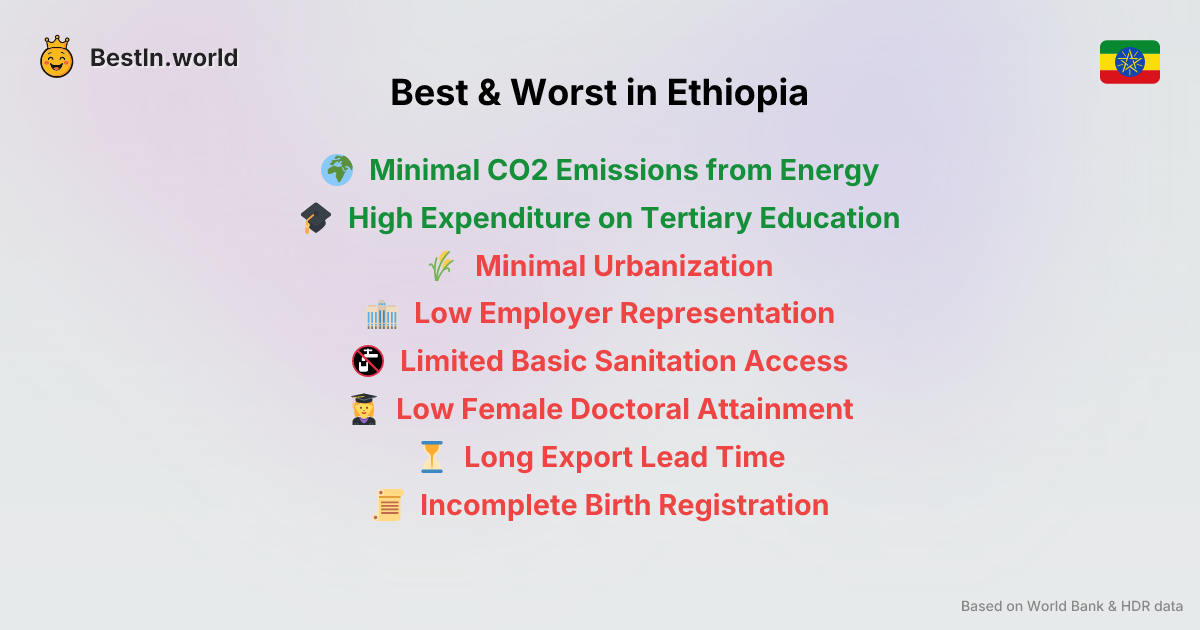 BestIn.world
Best & Worst in Ethiopia
Minimal CO2 Emissions from Energy
High Expenditure on Tertiary Education
Minimal Urbanization
Low Employer Representation
Limited Basic Sanitation Access
Low Female Doctoral Attainment
Long Export Lead Time
Incomplete Birth Registration
Based on World Bank & HDR data